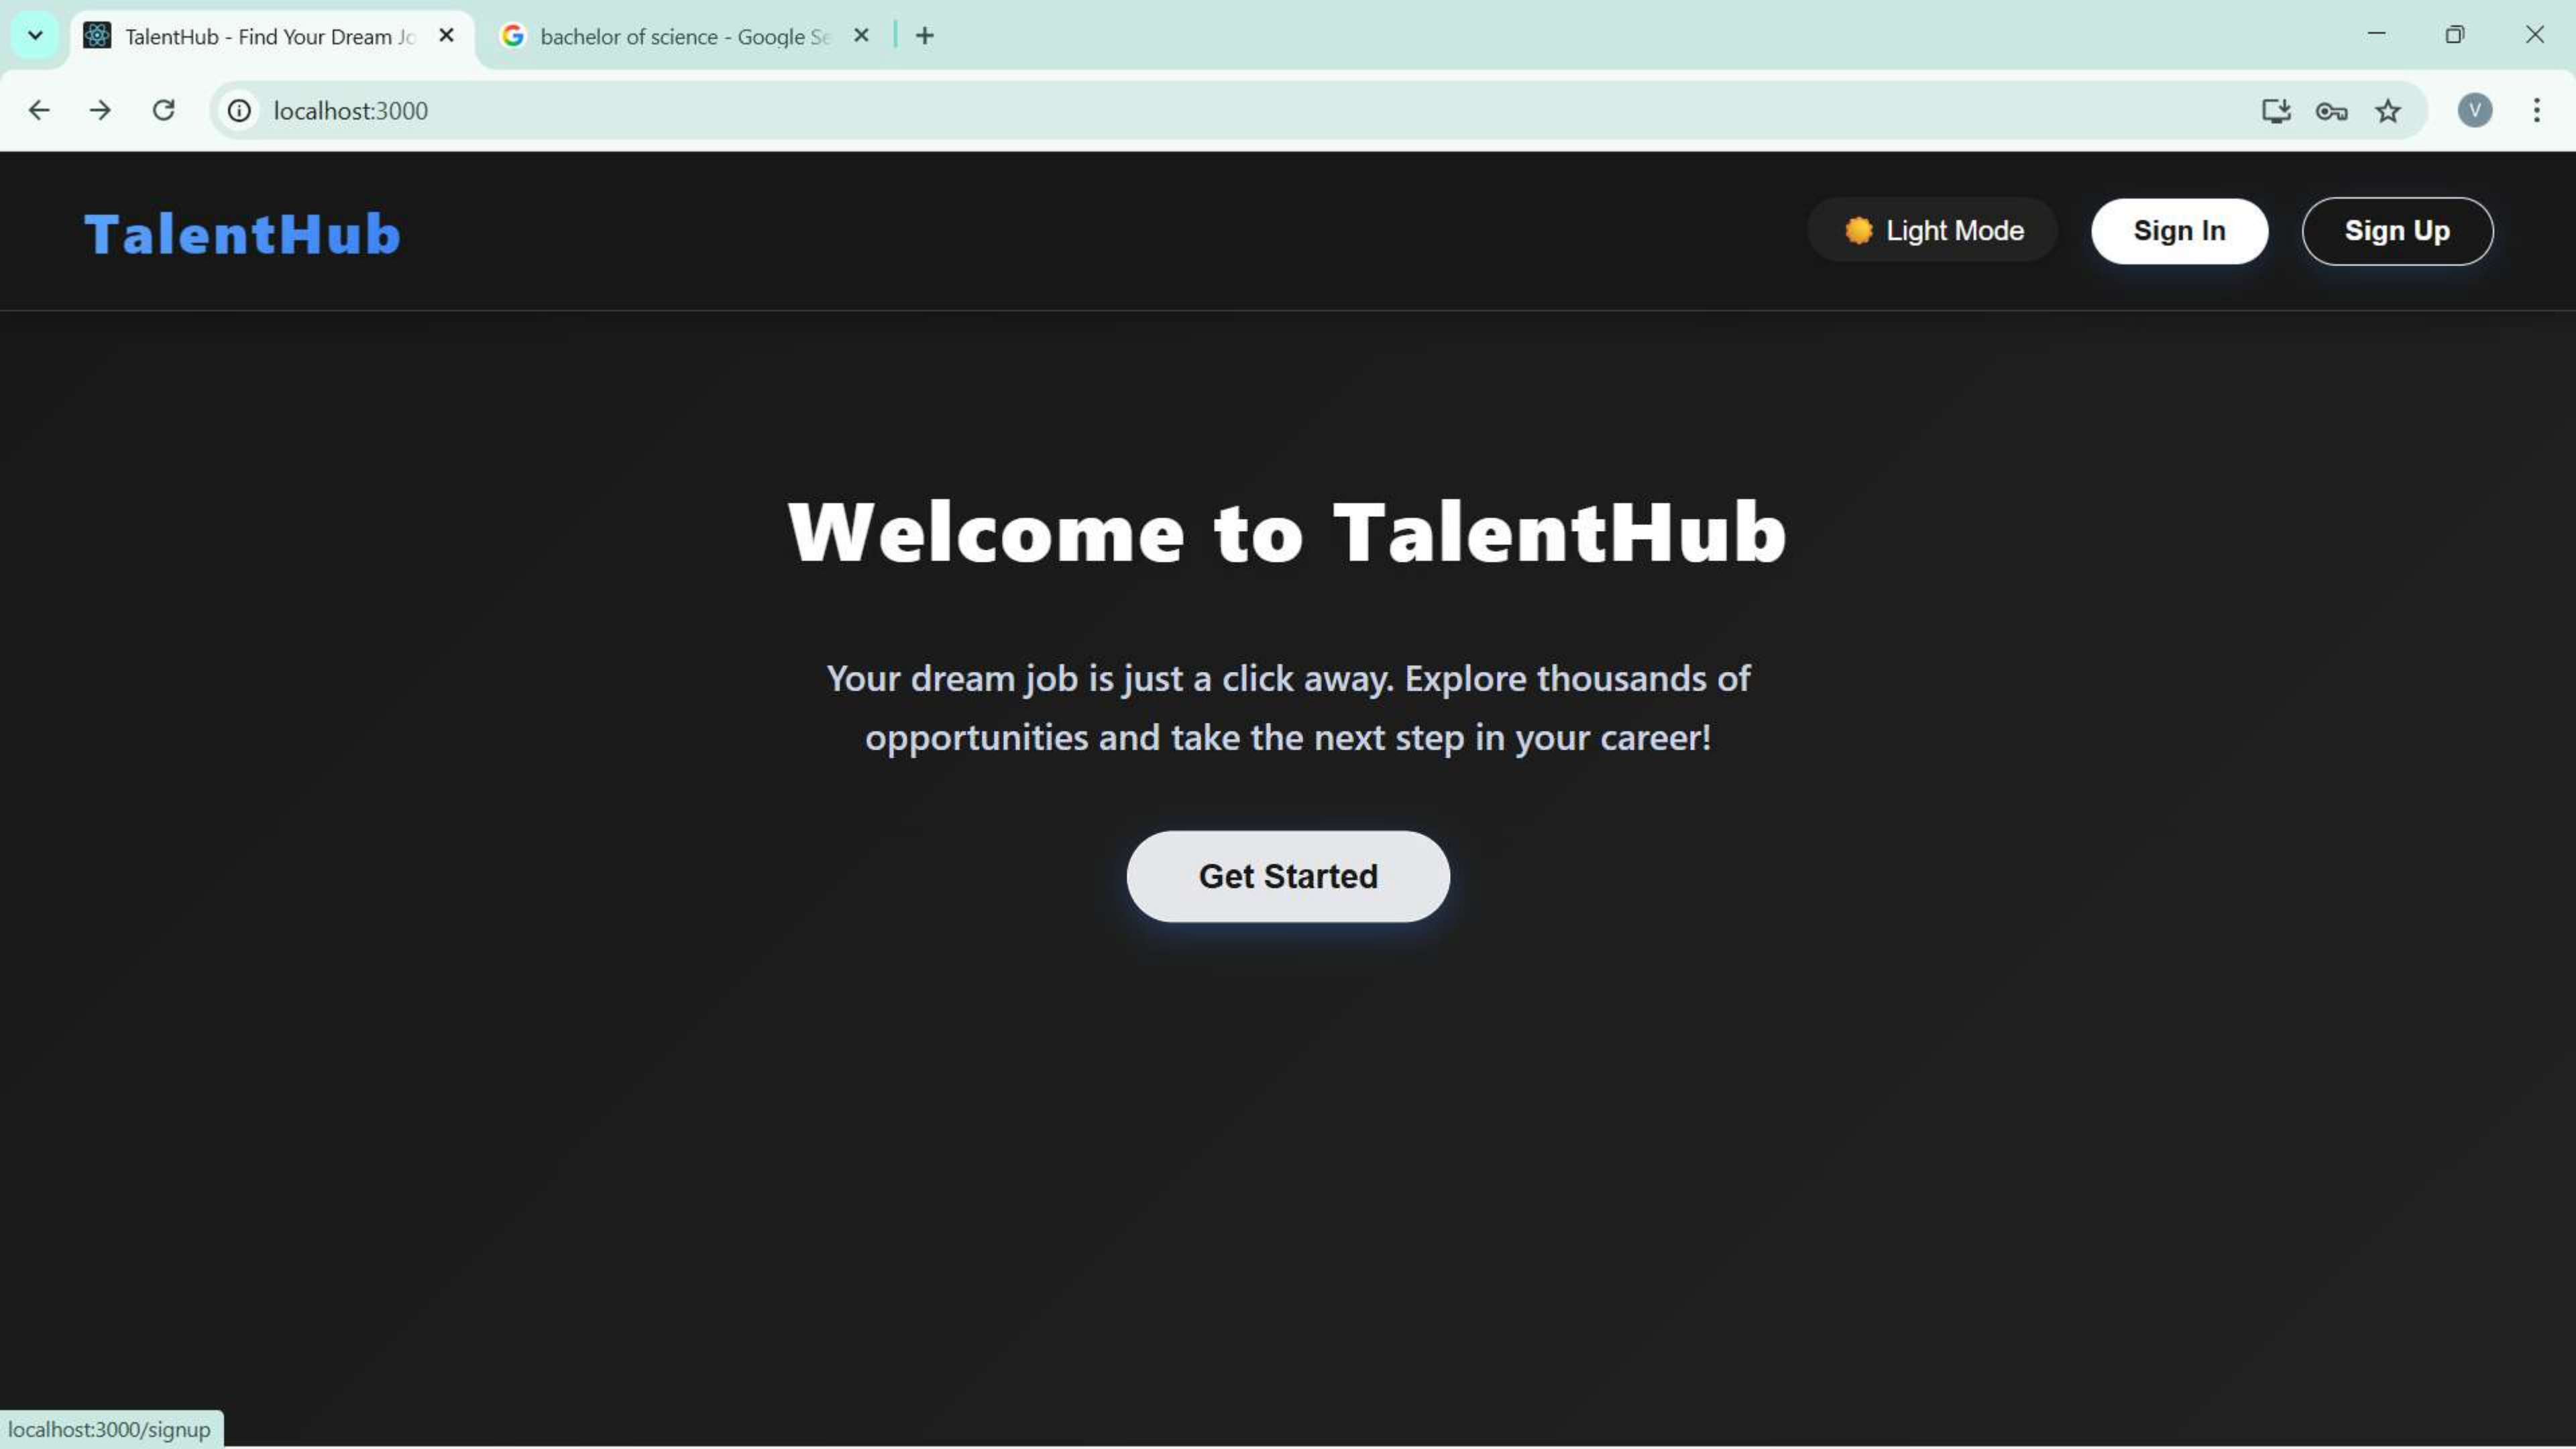 TalentHub - Find Your Dream Jo
bachelor of science - Google Se
localhost:3000
V
TalentHub
Light Mode
Sign In
Sign Up
Welcome to TalentHub
Your dream job is just a click away. Explore thousands of
opportunities and take the next step in your career!
Get Started
localhost:3000/signup